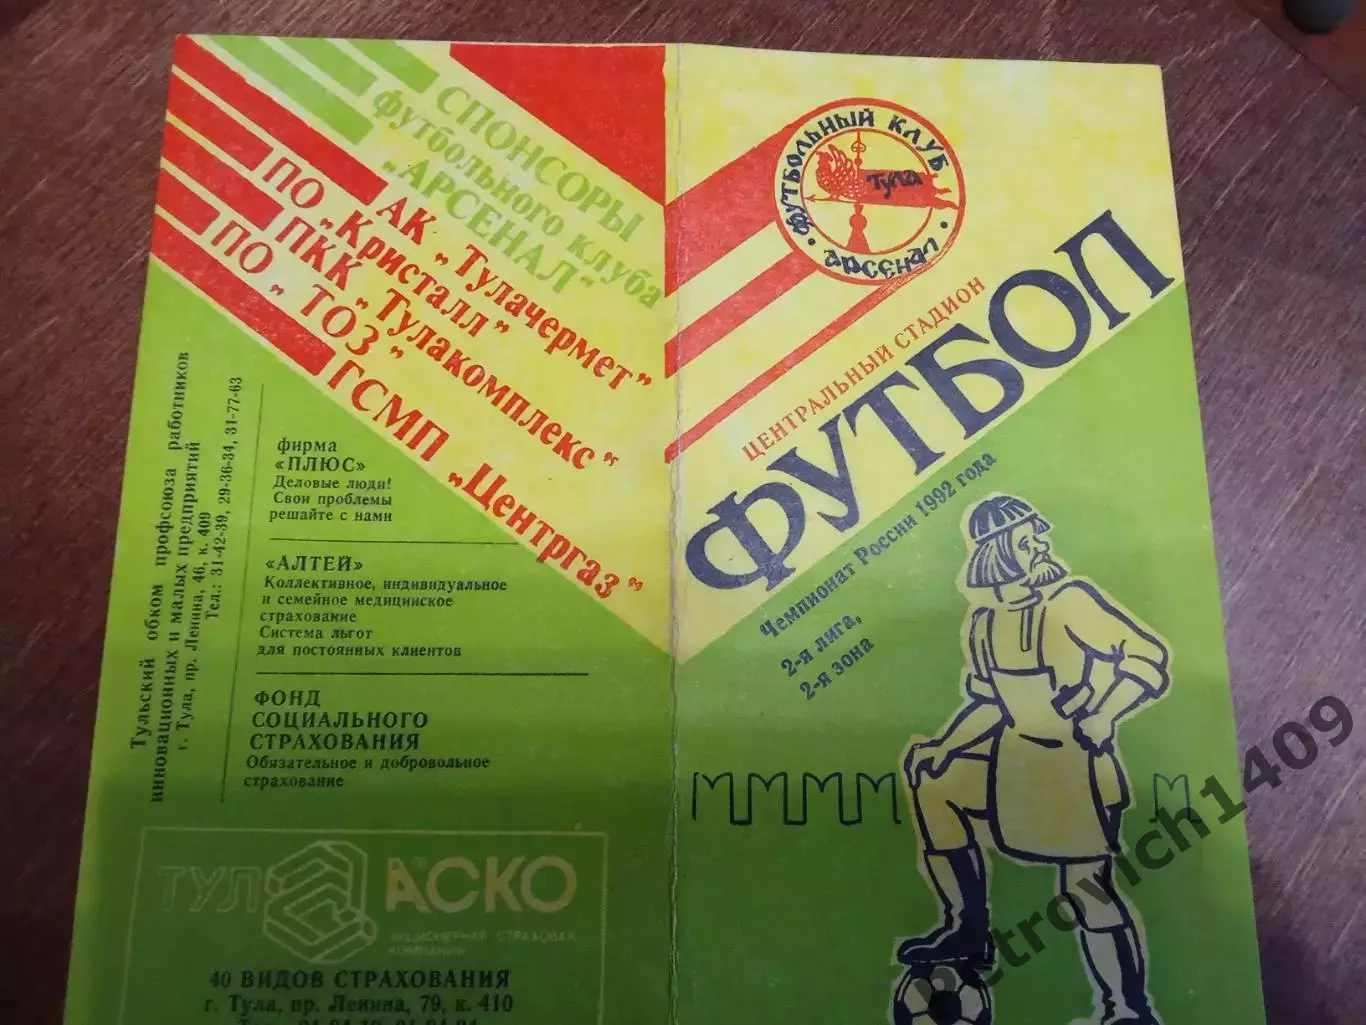 СПОНСОРЫ
футбольного клуба
„АРСЕНАЛ"
АК „Тулачермет"
ПО „Кристалл"
ПКК „Тулакомплекс"
ПО „ТОЗ"
ГСМП „Центргаз"
Тульский обком профсоюза работников
инновационных и малых предприятий
г. Тула, пр. Ленина, 46, к. 409
Тел.: 31-42-39, 29-36-34, 31-77-63
фирма
«ПЛЮС»
Деловые люди!
Свои проблемы
решайте с нами
«АЛТЕЙ»
Коллективное, индивидуальное
и семейное медицийское
страхование
Система льгот
для постоянных клиентов
ФОНД
СОЦИАЛЬНОГО
СТРАХОВАНИЯ
Обязательное и добровольное
страхование
ТУЛ АСКО
АКЦИОНЕРНАЯ СТРАХОВАЯ
КОМПАНИЯ
40 ВИДОВ СТРАХОВАНИЯ
г. Тула, пр. Ленина, 79, к. 410
ФУТБОЛЬНЫЙ КЛУБ
Тула
АРСЕНАЛ
ЦЕНТРАЛЬНЫЙ СТАДИОН
ФУТБОЛ
Чемпионат России 1992 года
2-я лига,
2-я зона
Petrovich1409